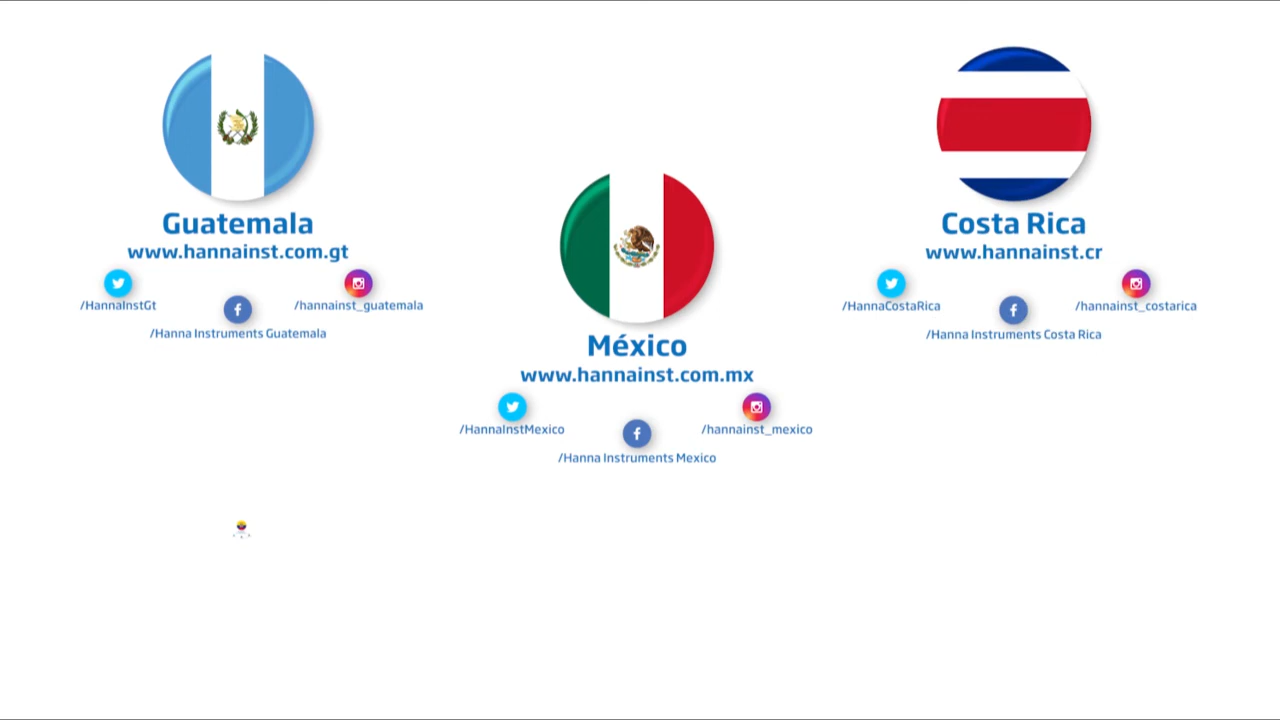 Guatemala
www.hannainst.com.gt
/HannaInstGt
/hannainst_guatemala
/Hanna Instruments Guatemala
México
www.hannainst.com.mx
/HannaInstMexico
/hannainst_mexico
/Hanna Instruments Mexico
Costa Rica
www.hannainst.cr
/HannaCostaRica
/hannainst_costarica
/Hanna Instruments Costa Rica